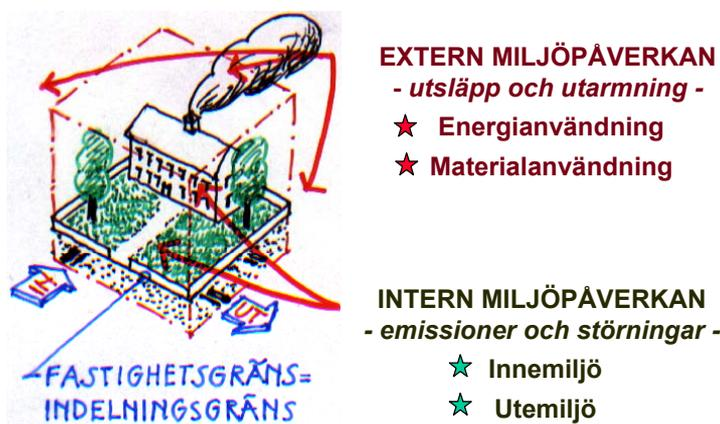 EXTERN MILJÖPÅVERKAN
- utsläpp och utarmning -
Energianvändning
Materialanvändning
IN
UT
FASTIGHETSGRÄNS=
INDELNINGSGRÄNS
INTERN MILJÖPÅVERKAN
- emissioner och störningar -
Innemiljö
Utemiljö